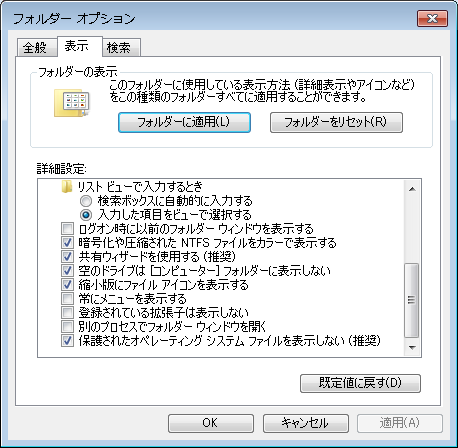 フォルダー オプション
全般
表示
検索
フォルダーの表示
このフォルダーに使用している表示方法 (詳細表示やアイコンなど)
をこの種類のフォルダーすべてに適用することができます。
フォルダーに適用(L)
フォルダーをリセット(R)
詳細設定:
リスト ビューで入力するとき
検索ボックスに自動的に入力する
入力した項目をビューで選択する
ログオン時に以前のフォルダー ウィンドウを表示する
暗号化や圧縮された NTFS ファイルをカラーで表示する
共有ウィザードを使用する (推奨)
空のドライブは [コンピューター] フォルダーに表示しない
縮小版にファイル アイコンを表示する
常にメニューを表示する
登録されている拡張子は表示しない
別のプロセスでフォルダー ウィンドウを開く
保護されたオペレーティング システム ファイルを表示しない (推奨)
既定値に戻す(D)
OK
キャンセル
適用(A)